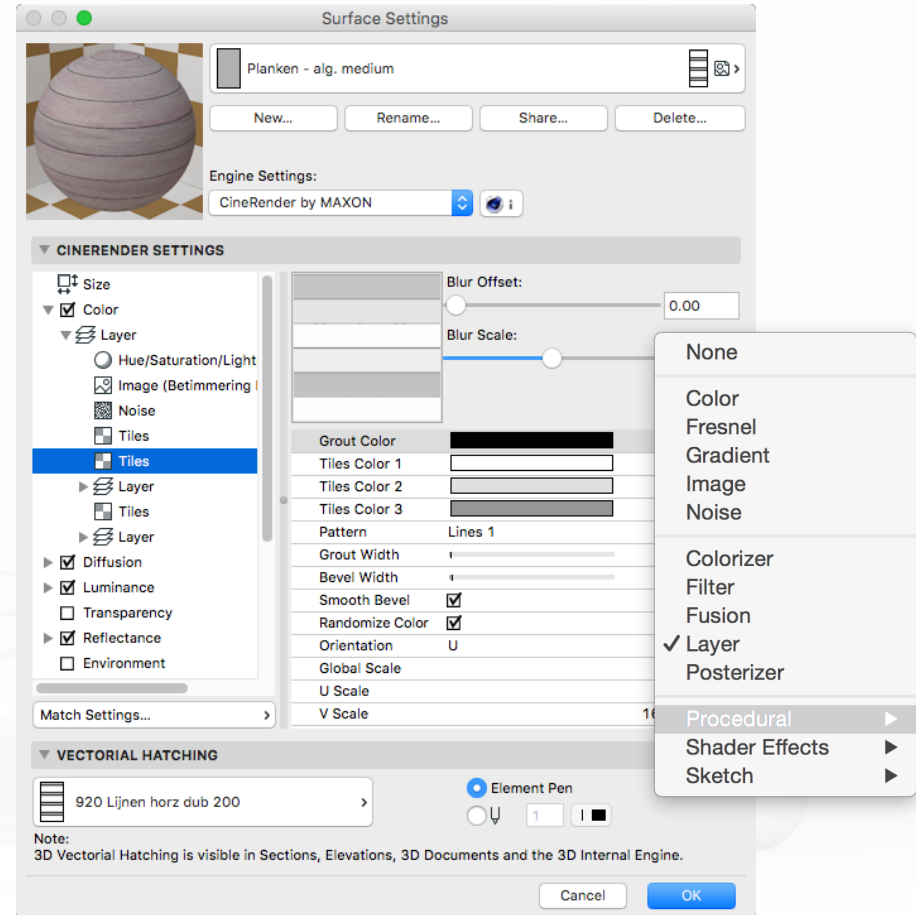 Surface Settings
Planken - alg. medium
New...
Rename...
Share...
Delete...
Engine Settings:
CineRender by MAXON
i
CINERENDER SETTINGS
Size
Color
Layer
Hue/Saturation/Light
Image (Betimmering
Noise
Tiles
Tiles
Layer
Tiles
Layer
Diffusion
Luminance
Transparency
Reflectance
Environment
Match Settings...
Blur Offset:
0.00
Blur Scale:
Grout Color
Tiles Color 1
Tiles Color 2
Tiles Color 3
Pattern Lines 1
Grout Width
Bevel Width
Smooth Bevel
Randomize Color
Orientation U
Global Scale
U Scale
V Scale
None
Color
Fresnel
Gradient
Image
Noise
Colorizer
Filter
Fusion
Layer
Posterizer
Procedural
Shader Effects
Sketch
VECTORIAL HATCHING
920 Lijnen horz dub 200
Element Pen
1
Note:
3D Vectorial Hatching is visible in Sections, Elevations, 3D Documents and the 3D Internal Engine.
Cancel
OK